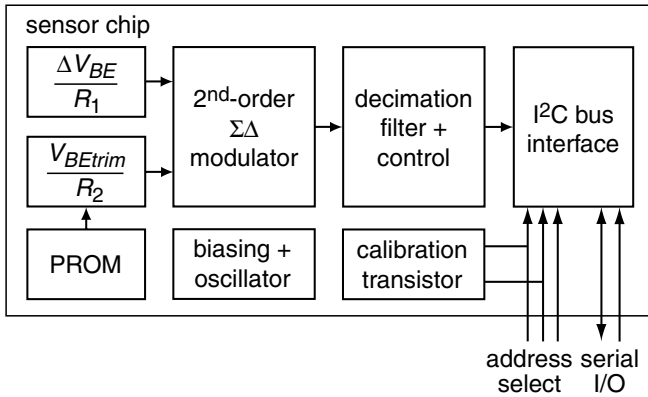 sensor chip
ΔV_BE
R_1
2nd-order
ΣΔ
modulator
decimation
filter +
control
I²C bus
interface
V_BEtrim
R_2
PROM
biasing +
oscillator
calibration
transistor
address
select
serial
I/O